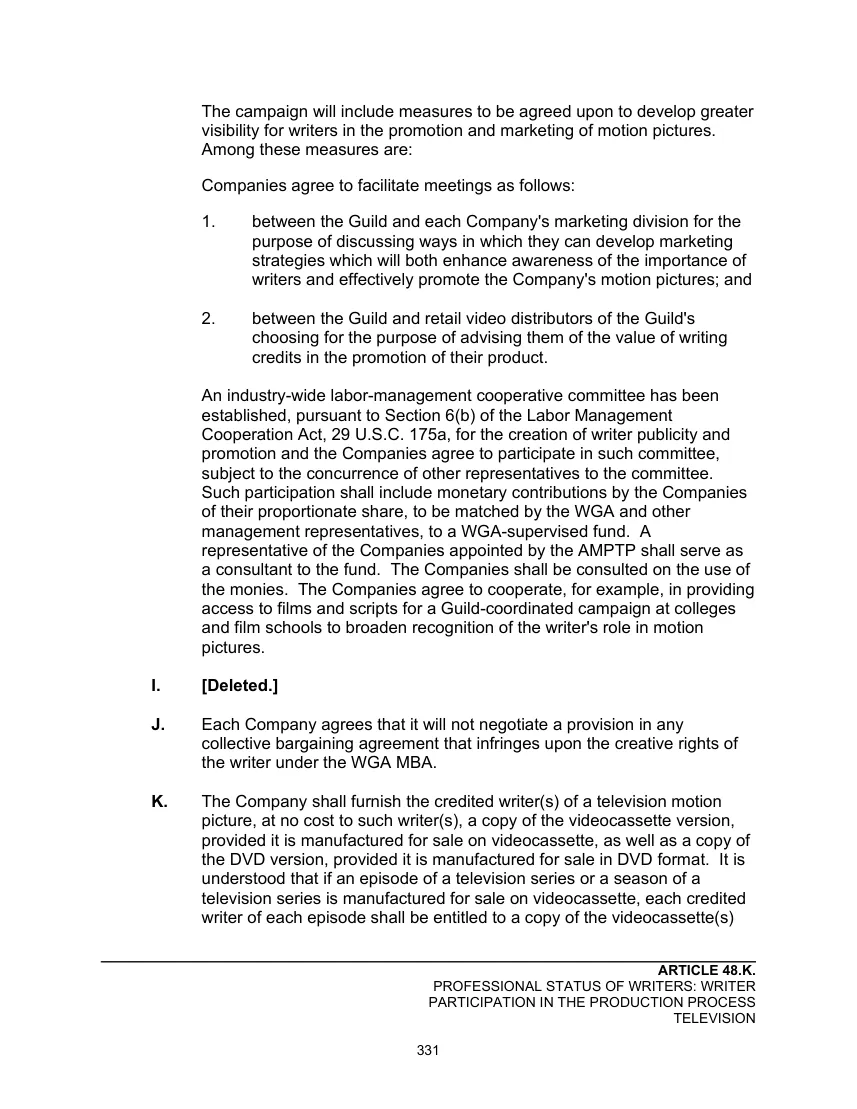 The campaign will include measures to be agreed upon to develop greater
visibility for writers in the promotion and marketing of motion pictures.
Among these measures are:
Companies agree to facilitate meetings as follows:
1. between the Guild and each Company's marketing division for the
purpose of discussing ways in which they can develop marketing
strategies which will both enhance awareness of the importance of
writers and effectively promote the Company's motion pictures; and
2. between the Guild and retail video distributors of the Guild's
choosing for the purpose of advising them of the value of writing
credits in the promotion of their product.
An industry-wide labor-management cooperative committee has been
established, pursuant to Section 6(b) of the Labor Management
Cooperation Act, 29 U.S.C. 175a, for the creation of writer publicity and
promotion and the Companies agree to participate in such committee,
subject to the concurrence of other representatives to the committee.
Such participation shall include monetary contributions by the Companies
of their proportionate share, to be matched by the WGA and other
management representatives, to a WGA-supervised fund.  A
representative of the Companies appointed by the AMPTP shall serve as
a consultant to the fund.  The Companies shall be consulted on the use of
the monies.  The Companies agree to cooperate, for example, in providing
access to films and scripts for a Guild-coordinated campaign at colleges
and film schools to broaden recognition of the writer's role in motion
pictures.
I. [Deleted.]
J. Each Company agrees that it will not negotiate a provision in any
collective bargaining agreement that infringes upon the creative rights of
the writer under the WGA MBA.
K. The Company shall furnish the credited writer(s) of a television motion
picture, at no cost to such writer(s), a copy of the videocassette version,
provided it is manufactured for sale on videocassette, as well as a copy of
the DVD version, provided it is manufactured for sale in DVD format.  It is
understood that if an episode of a television series or a season of a
television series is manufactured for sale on videocassette, each credited
writer of each episode shall be entitled to a copy of the videocassette(s)
ARTICLE 48.K.
PROFESSIONAL STATUS OF WRITERS: WRITER
PARTICIPATION IN THE PRODUCTION PROCESS
TELEVISION
331